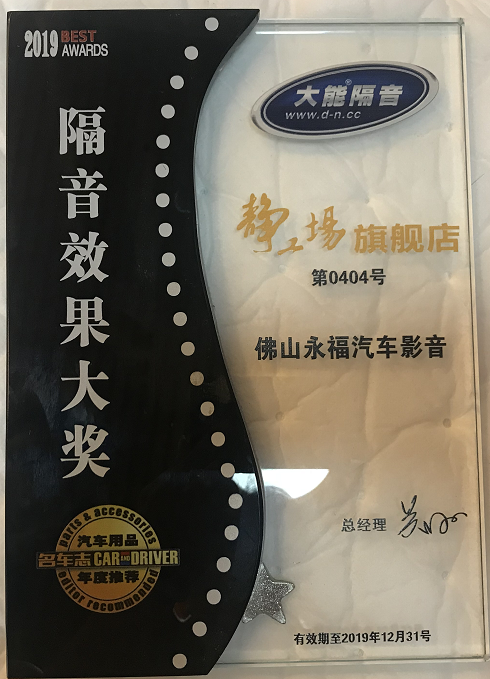 2019 BEST
AWARDS
隔音效果大奖
parts & accessories
汽车用品
名车志 CAR AND DRIVER
年度推荐
editor recommended
大能®隔音
www.d-n.cc
静工場 旗舰店
第0404号
佛山永福汽车影音
总经理
有效期至2019年12月31号